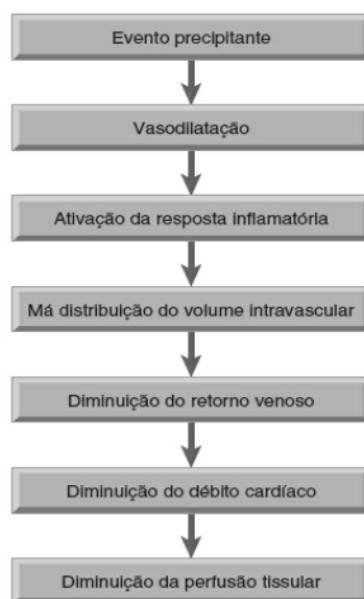 Evento precipitante
Vasodilatação
Ativação da resposta inflamatória
Má distribuição do volume intravascular
Diminuição do retorno venoso
Diminuição do débito cardíaco
Diminuição da perfusão tissular